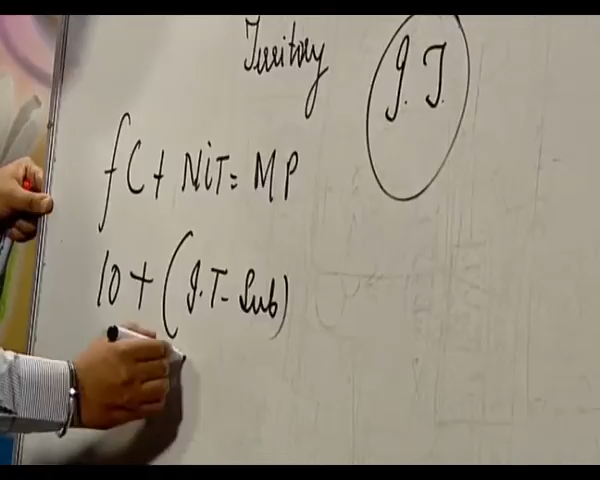 Territory
I.T.
fC + NiT = MP
10 + (I.T - Sub)